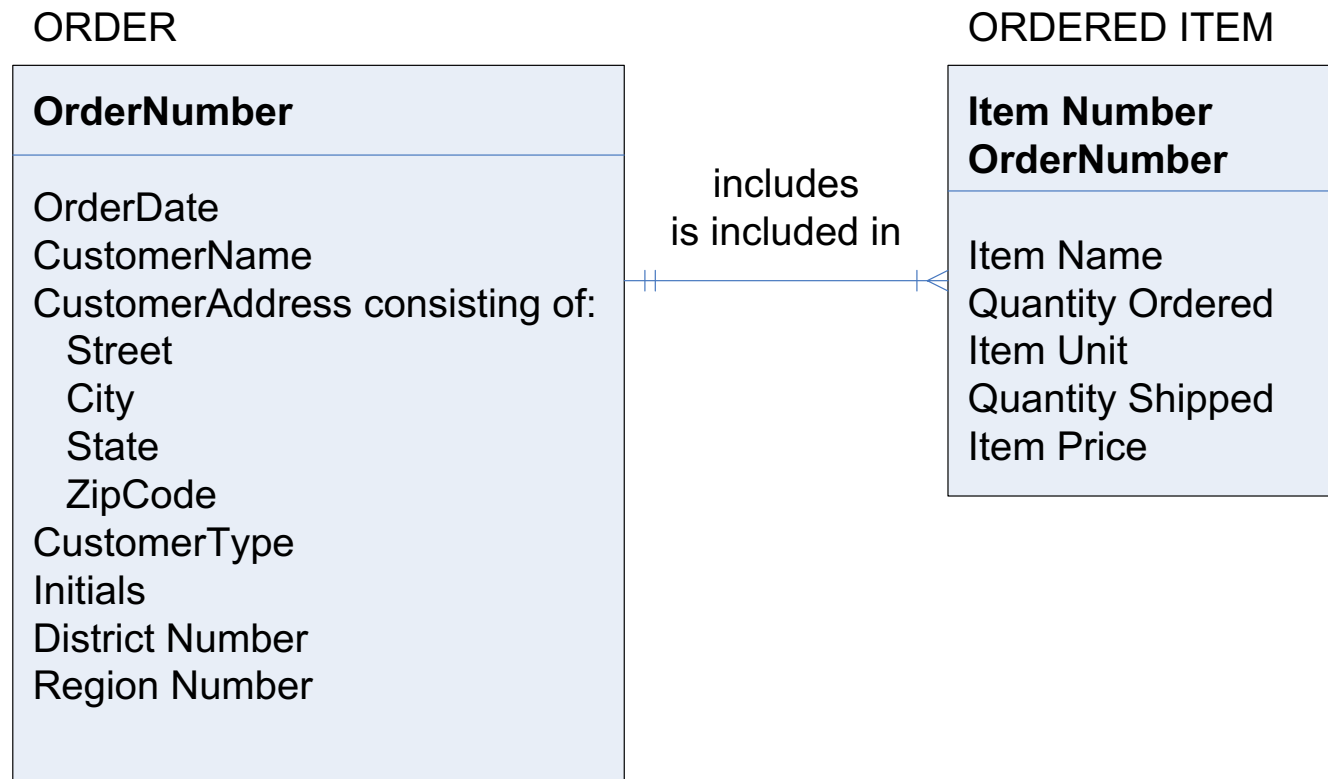 ORDER
OrderNumber
OrderDate
CustomerName
CustomerAddress consisting of:
Street
City
State
ZipCode
CustomerType
Initials
District Number
Region Number
includes
is included in
ORDERED ITEM
Item Number
OrderNumber
Item Name
Quantity Ordered
Item Unit
Quantity Shipped
Item Price